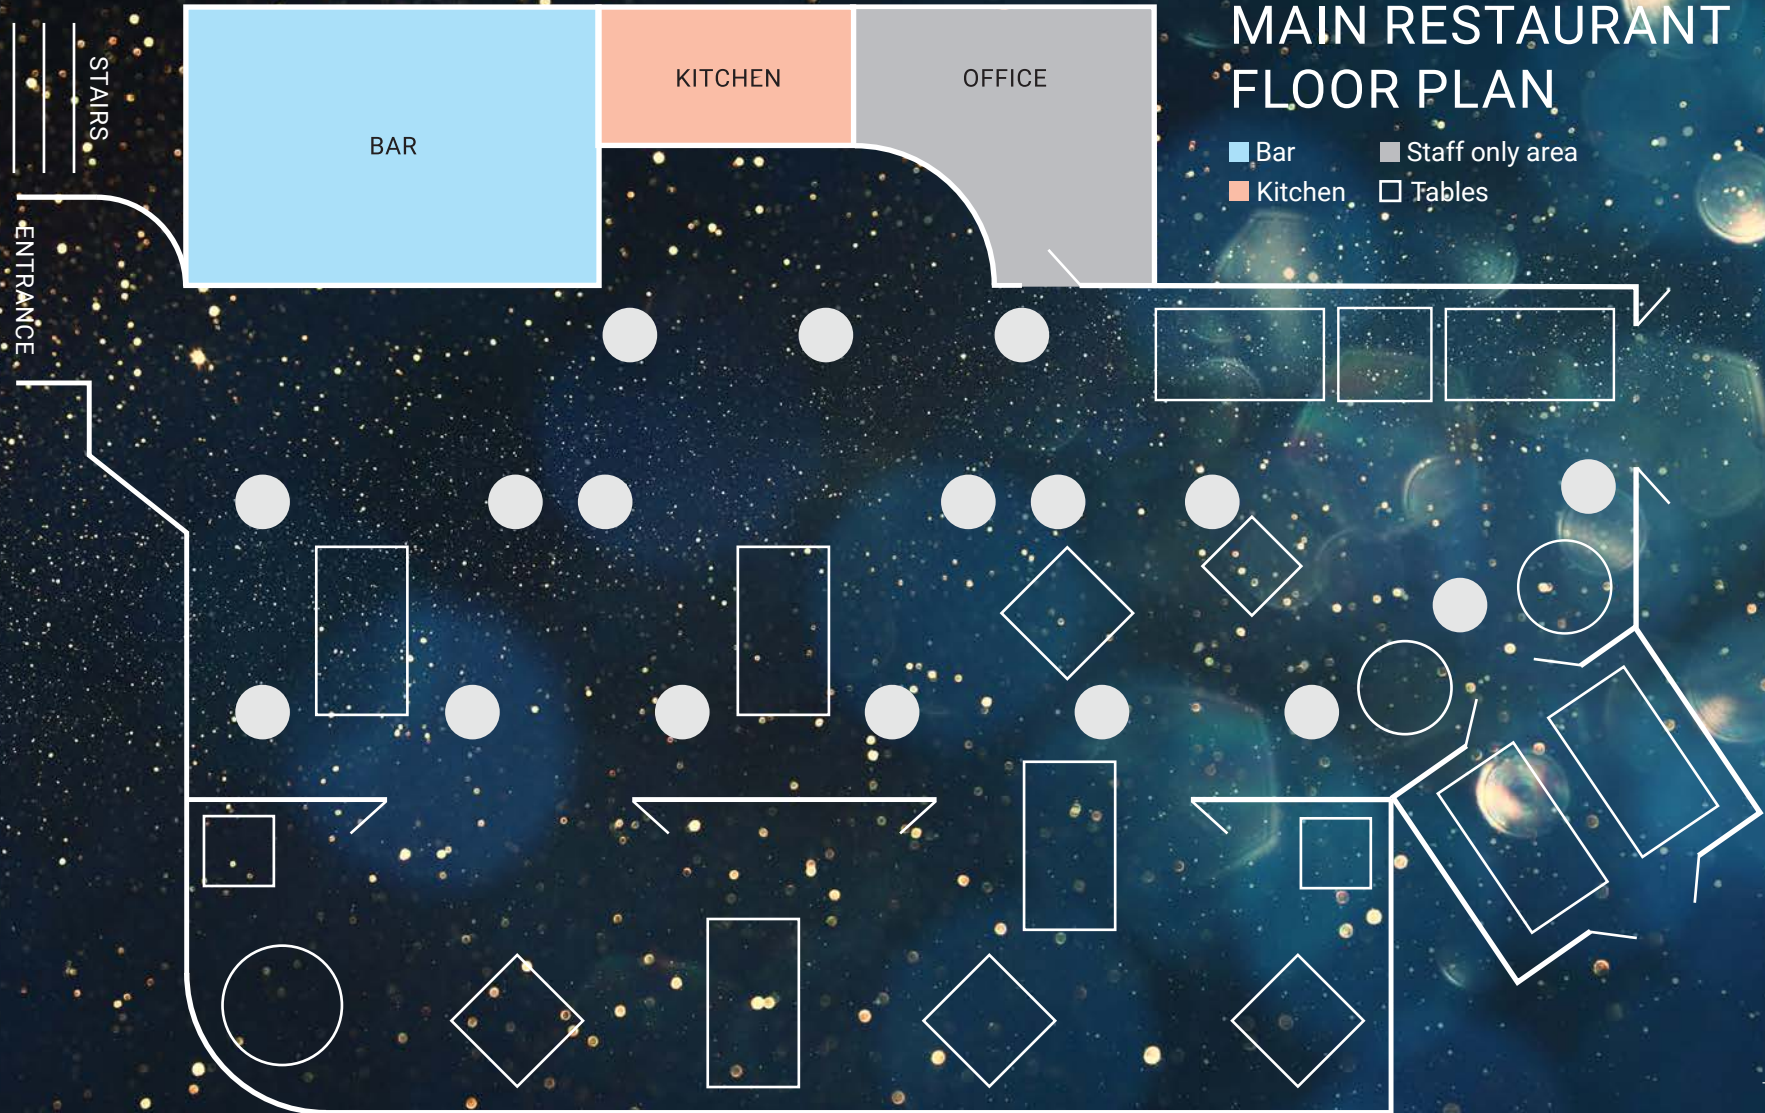 STAIRS
ENTRANCE
BAR
KITCHEN
OFFICE
MAIN RESTAURANT
FLOOR PLAN
Bar
Staff only area
Kitchen
Tables